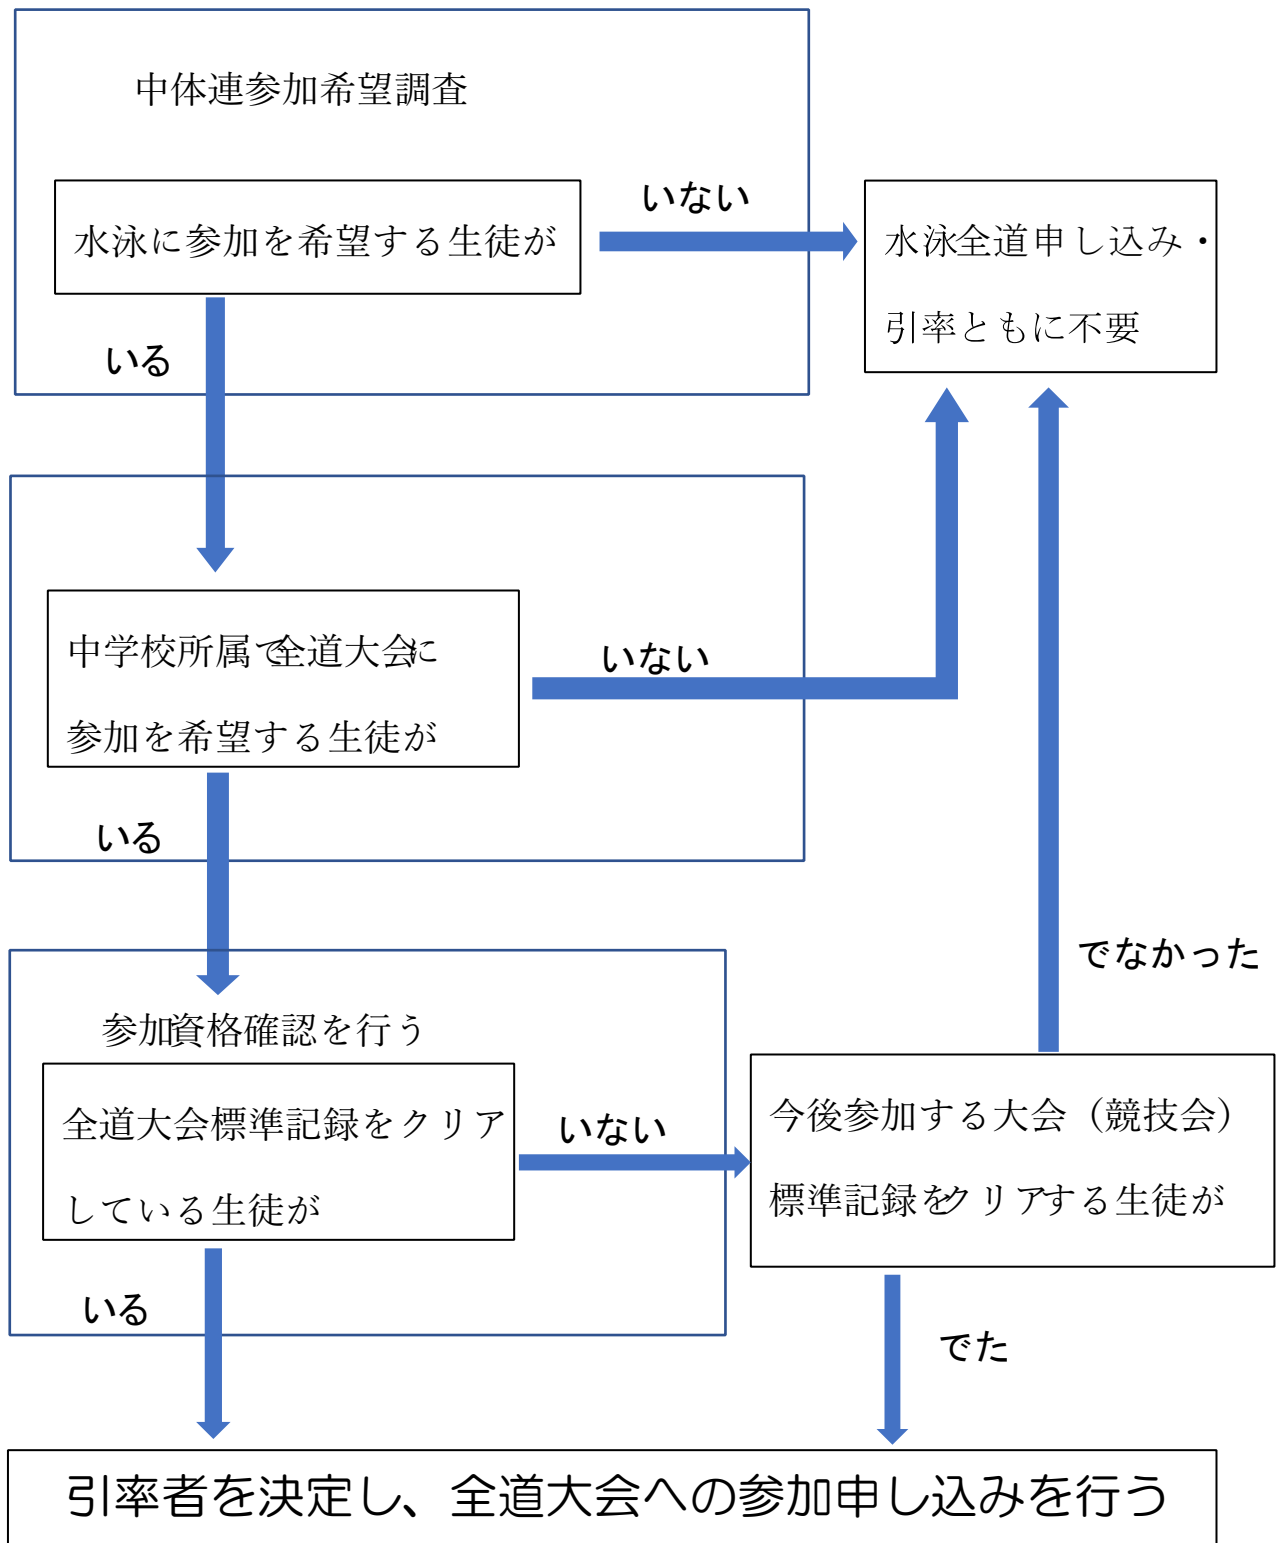 中体連参加希望調査
水泳に参加を希望する生徒が
いない
水泳全道申し込み・
引率ともに不要
いる
中学校所属で全道大会に
参加を希望する生徒が
いない
いる
でなかった
参加資格確認を行う
全道大会標準記録をクリア
している生徒が
いない
今後参加する大会（競技会）
標準記録をクリアする生徒が
いる
でた
引率者を決定し、全道大会への参加申し込みを行う